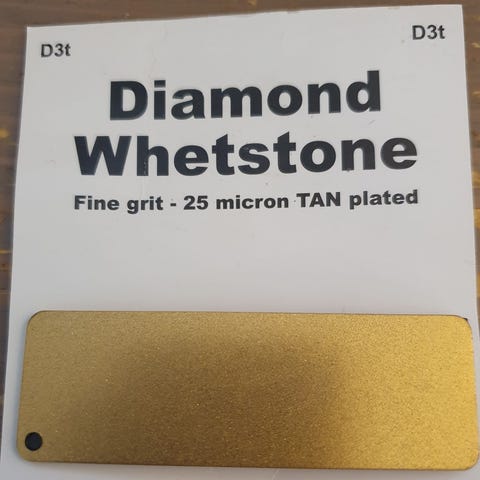 D3t D3t
Diamond
Whetstone
Fine grit - 25 micron TAN plated